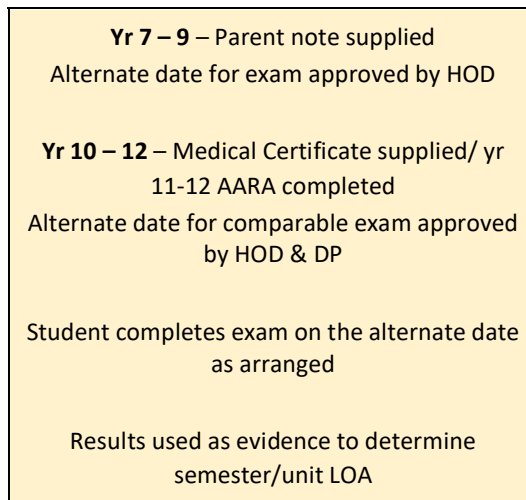 Yr 7 – 9 – Parent note supplied
Alternate date for exam approved by HOD
Yr 10 – 12 – Medical Certificate supplied/ yr
11-12 AARA completed
Alternate date for comparable exam approved
by HOD & DP
Student completes exam on the alternate date
as arranged
Results used as evidence to determine
semester/unit LOA